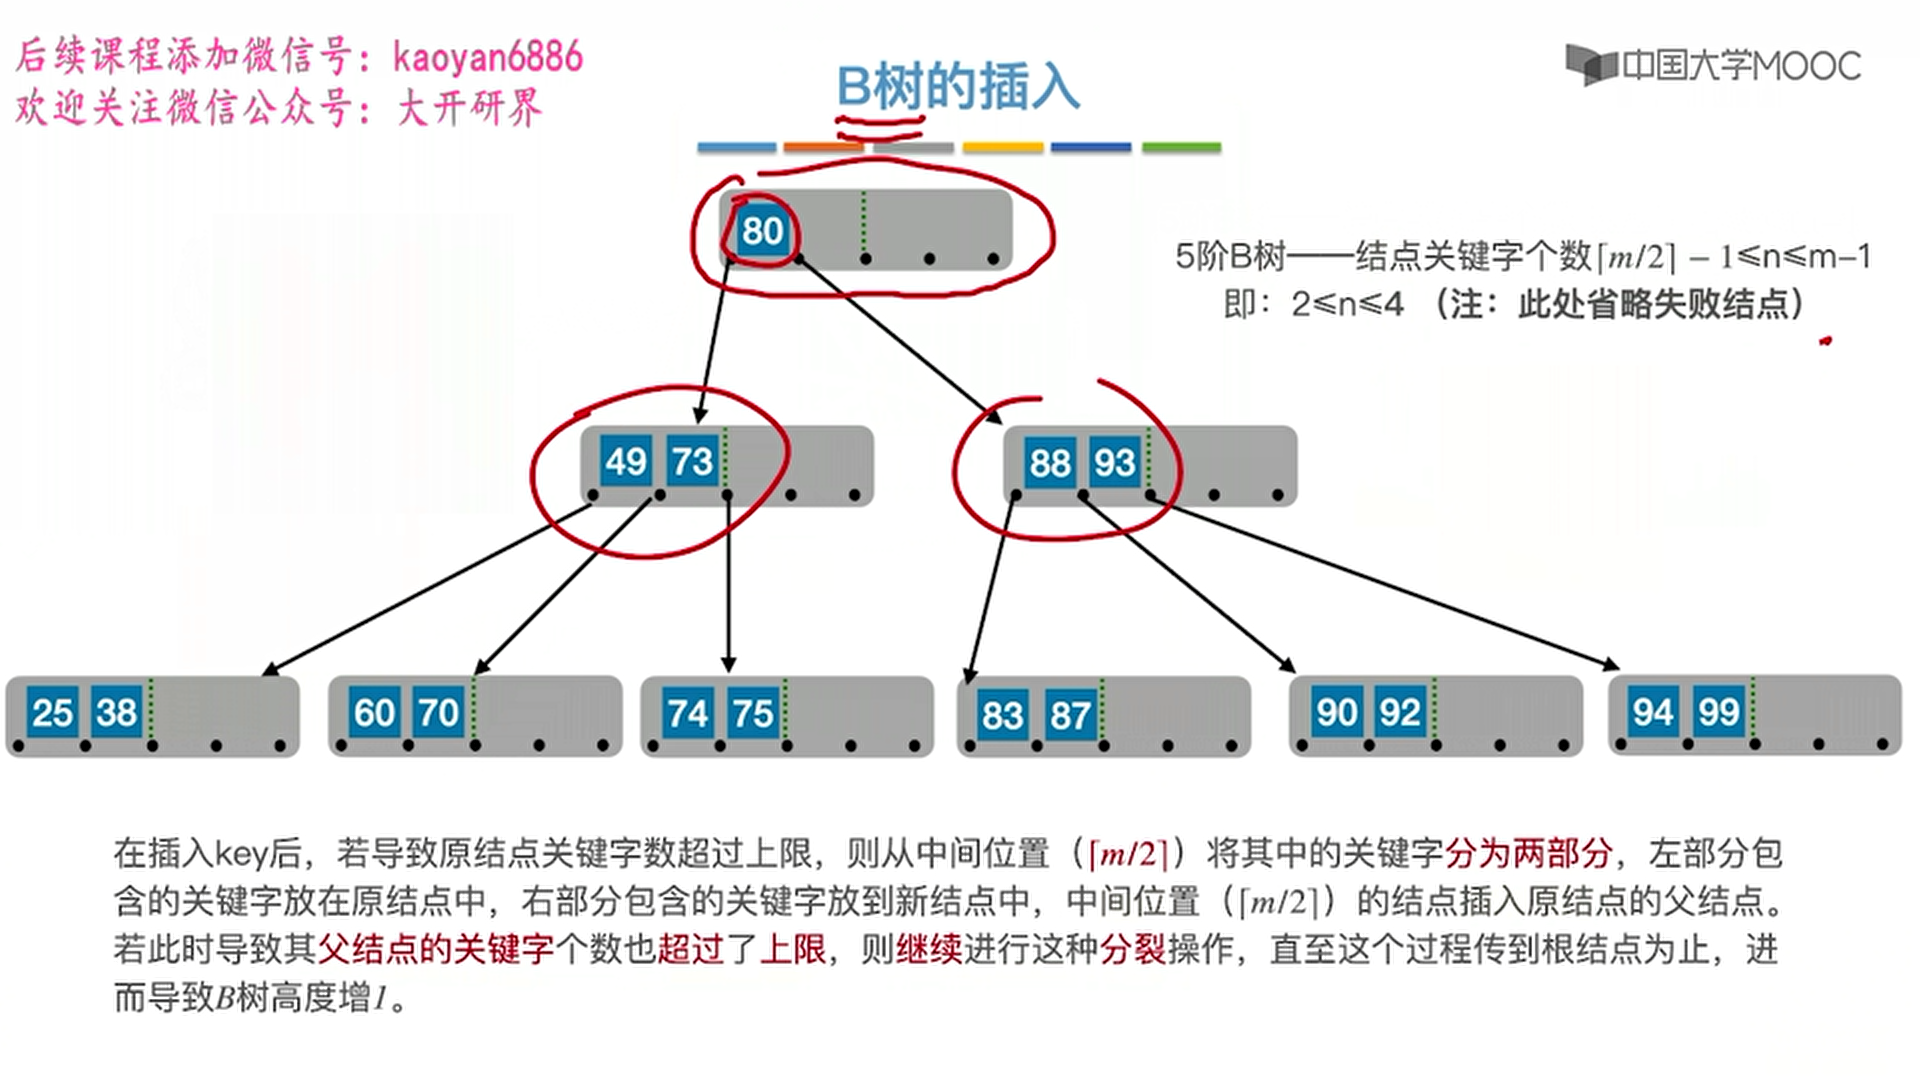 后续课程添加微信号：kaoyan6886
欢迎关注微信公众号：大开研界
中国大学MOOC
B树的插入
80
5阶B树——结点关键字个数⌈m/2⌉ − 1≤n≤m–1
即：2≤n≤4 （注：此处省略失败结点）
49 73
88 93
25 38
60 70
74 75
83 87
90 92
94 99
在插入key后，若导致原结点关键字数超过上限，则从中间位置（⌈m/2⌉）将其中的关键字分为两部分，左部分包
含的关键字放在原结点中，右部分包含的关键字放到新结点中，中间位置（⌈m/2⌉）的结点插入原结点的父结点。
若此时导致其父结点的关键字个数也超过了上限，则继续进行这种分裂操作，直至这个过程传到根结点为止，进
而导致B树高度增1。